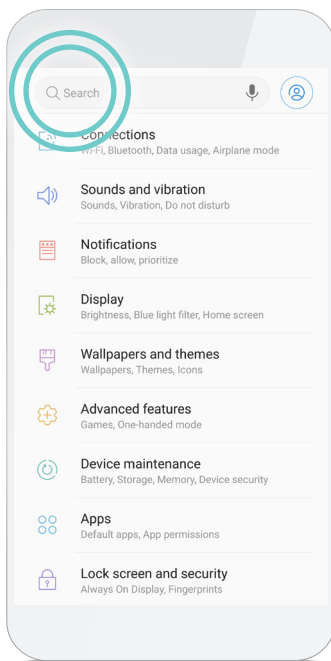 Search
Connections
Wi-Fi, Bluetooth, Data usage, Airplane mode
Sounds and vibration
Sounds, Vibration, Do not disturb
Notifications
Block, allow, prioritize
Display
Brightness, Blue light filter, Home screen
Wallpapers and themes
Wallpapers, Themes, Icons
Advanced features
Games, One-handed mode
Device maintenance
Battery, Storage, Memory, Device security
Apps
Default apps, App permissions
Lock screen and security
Always On Display, Fingerprints